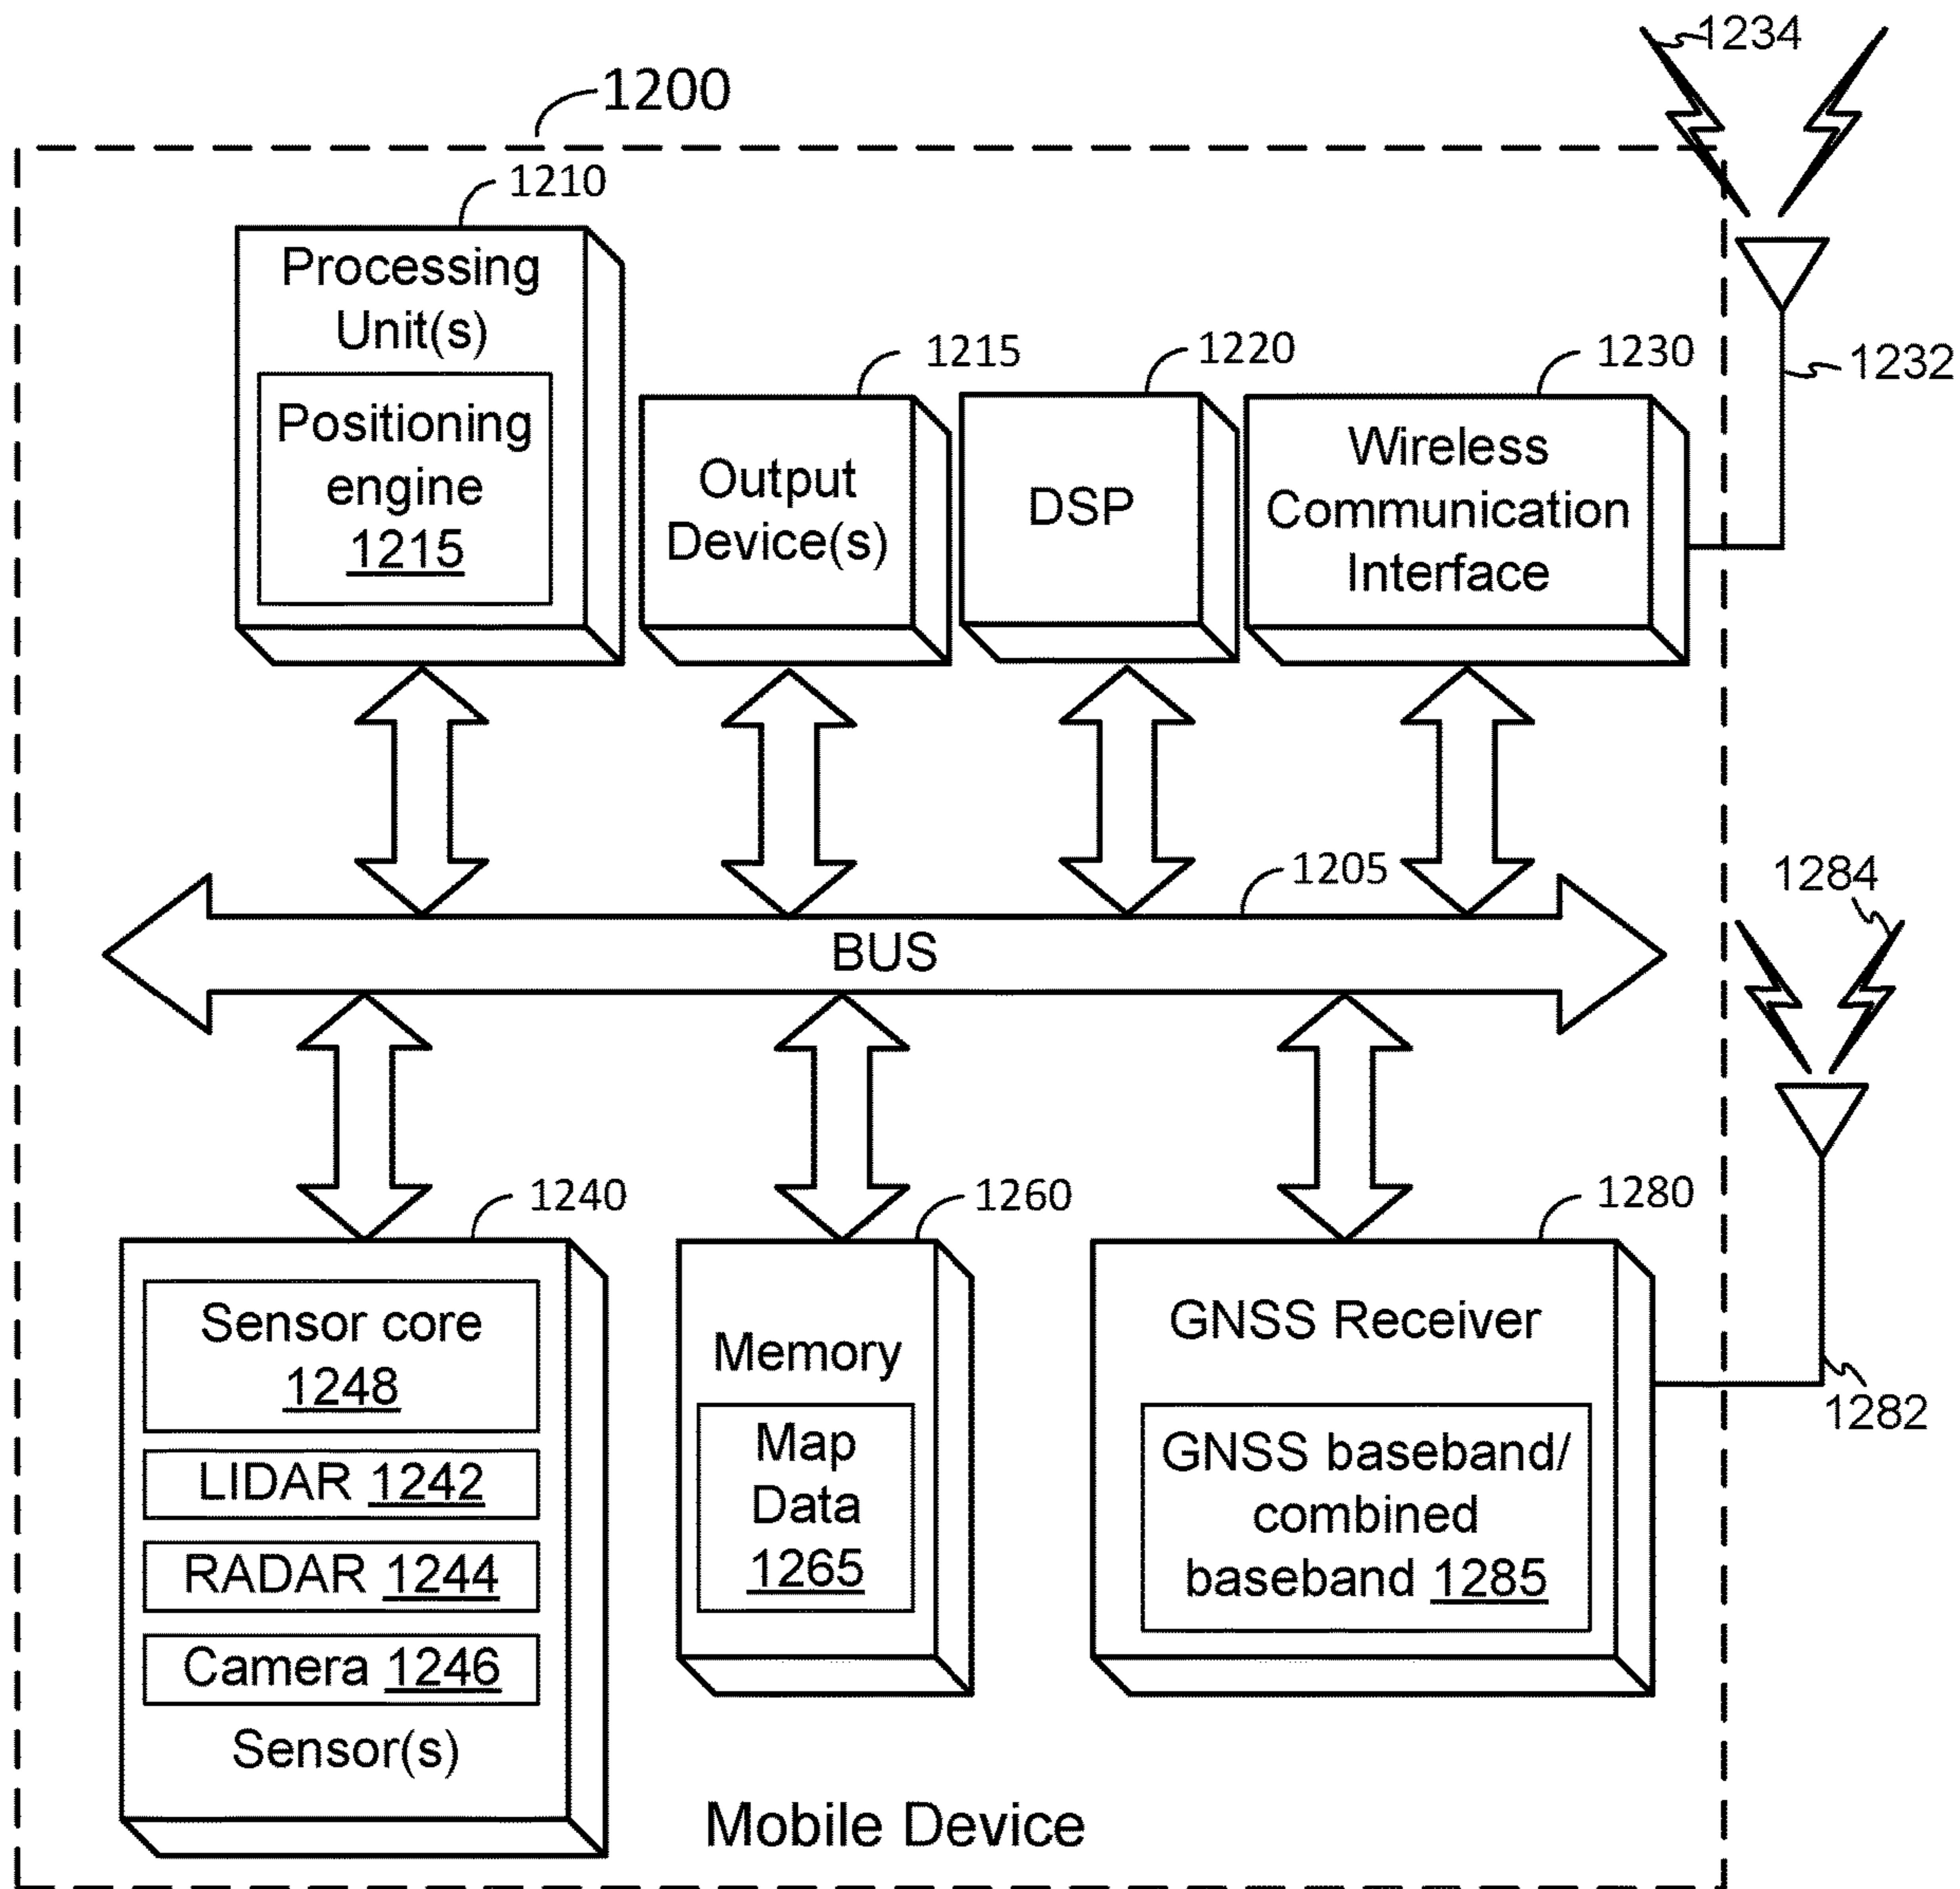 1234
1200
1210
Processing
Unit(s)
Positioning
engine
1215
1215
Output
Device(s)
1220
DSP
1230
Wireless
Communication
Interface
1232
1205
BUS
1284
1240
Sensor core
1248
LIDAR 1242
RADAR 1244
Camera 1246
Sensor(s)
1260
Memory
Map
Data
1265
1280
GNSS Receiver
GNSS baseband/
combined
baseband 1285
1282
Mobile Device